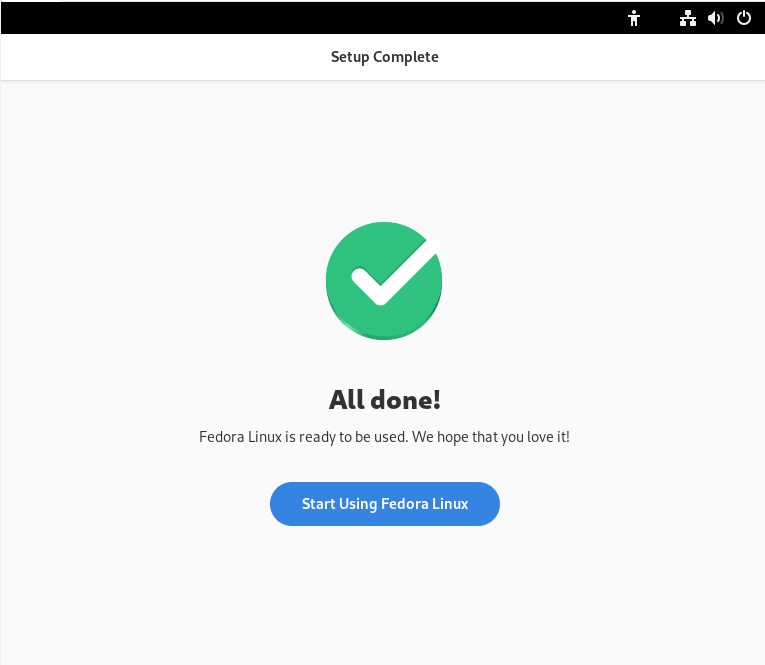 Setup Complete
All done!
Fedora Linux is ready to be used. We hope that you love it!
Start Using Fedora Linux